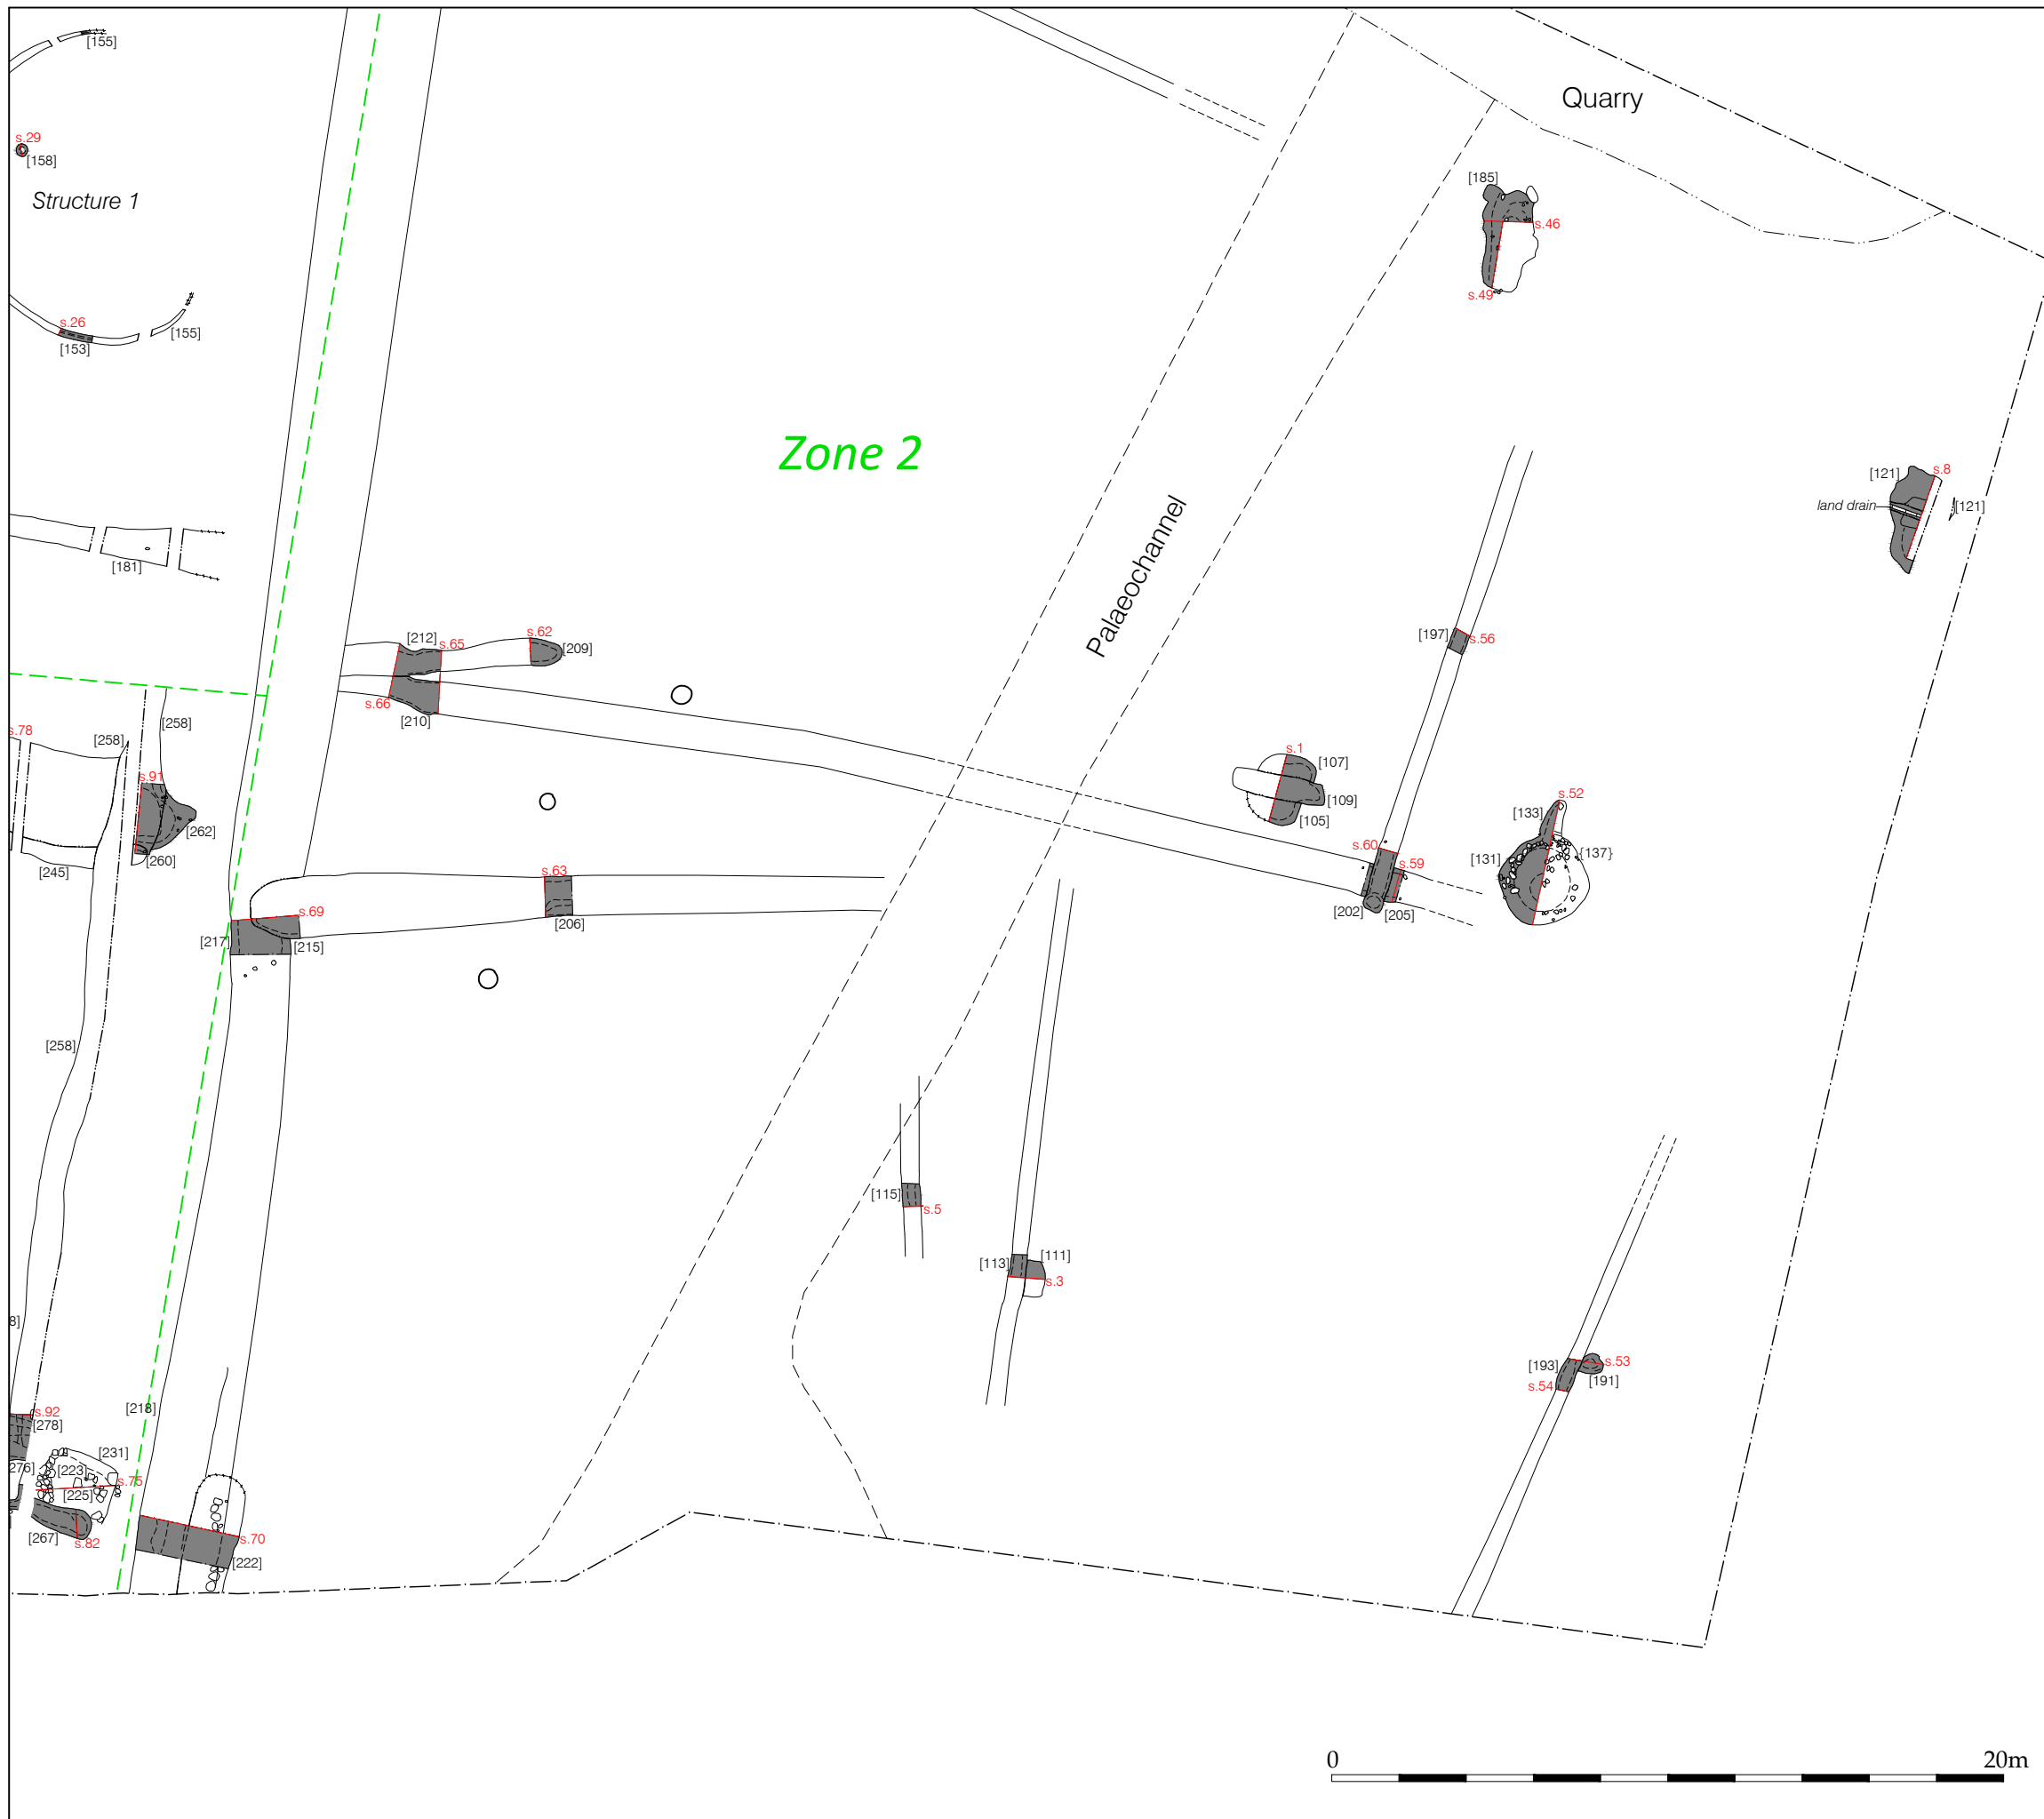 [155]
Quarry
s.29
[158]
[185]
Structure 1
s.46
s.49
s.26
[155]
[153]
Zone 2
[121]
s.8
land drain
[121]
Palaeochannel
[181]
[212]
s.65
s.62
[209]
[197]
s.56
s.66
[210]
[258]
s.78
[258]
s.1
[107]
s.91
[109]
s.52
[133]
[105]
[262]
s.60
[131]
{137}
[260]
s.59
[245]
s.63
[202]
[205]
s.69
[206]
[217]
[215]
[258]
[115]
s.5
[113]
[111]
s.3
8]
[193]
s.53
[191]
s.54
[218]
s.92
[278]
[231]
276]
[223]
s.75
[225]
[267]
s.82
s.70
[222]
0
20m